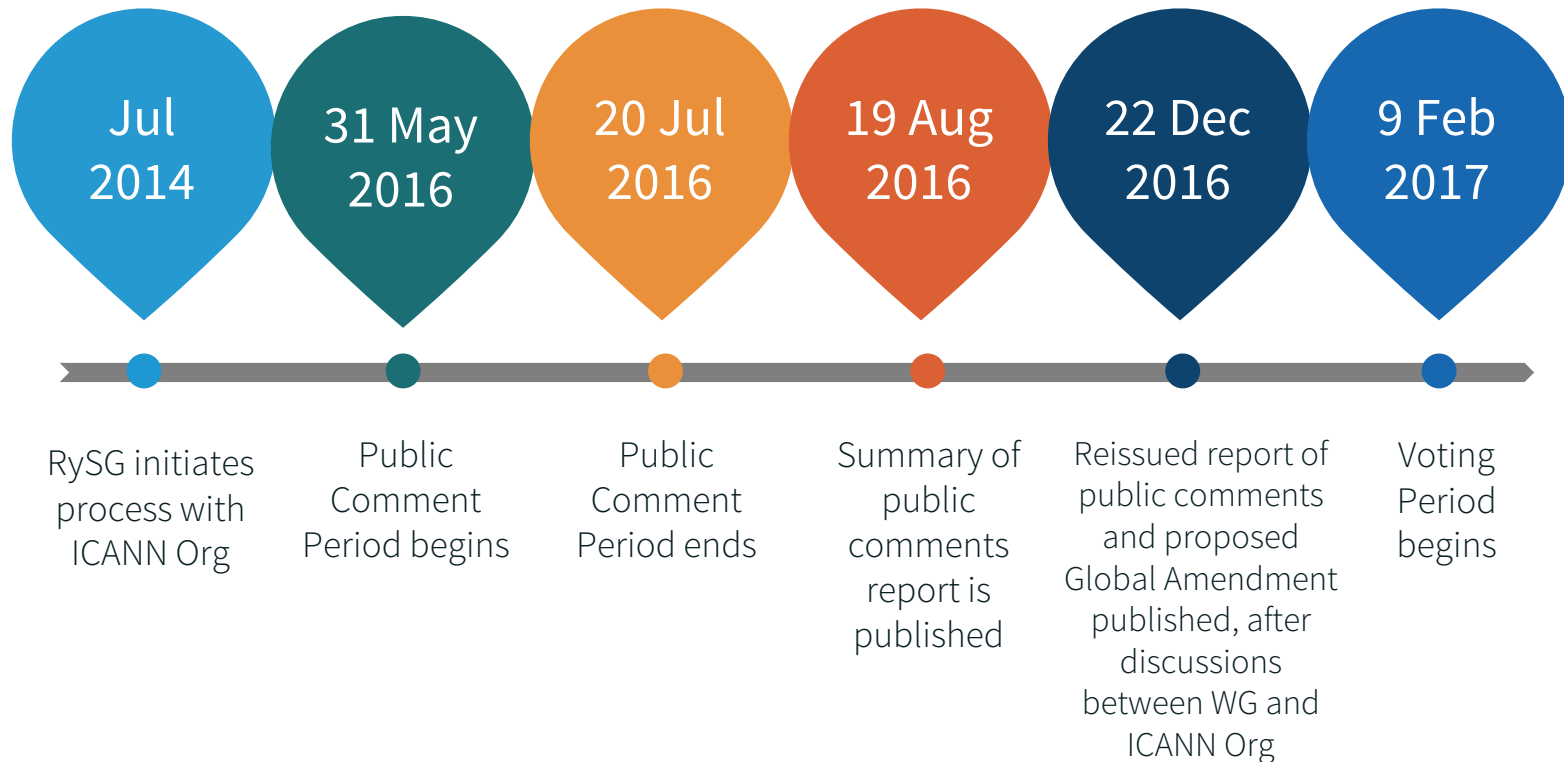 Jul
2014
31 May
2016
20 Jul
2016
19 Aug
2016
22 Dec
2016
9 Feb
2017
RySG initiates
process with
ICANN Org
Public
Comment
Period begins
Public
Comment
Period ends
Summary of
public
comments
report is
published
Reissued report of
public comments
and proposed
Global Amendment
published, after
discussions
between WG and
ICANN Org
Voting
Period
begins